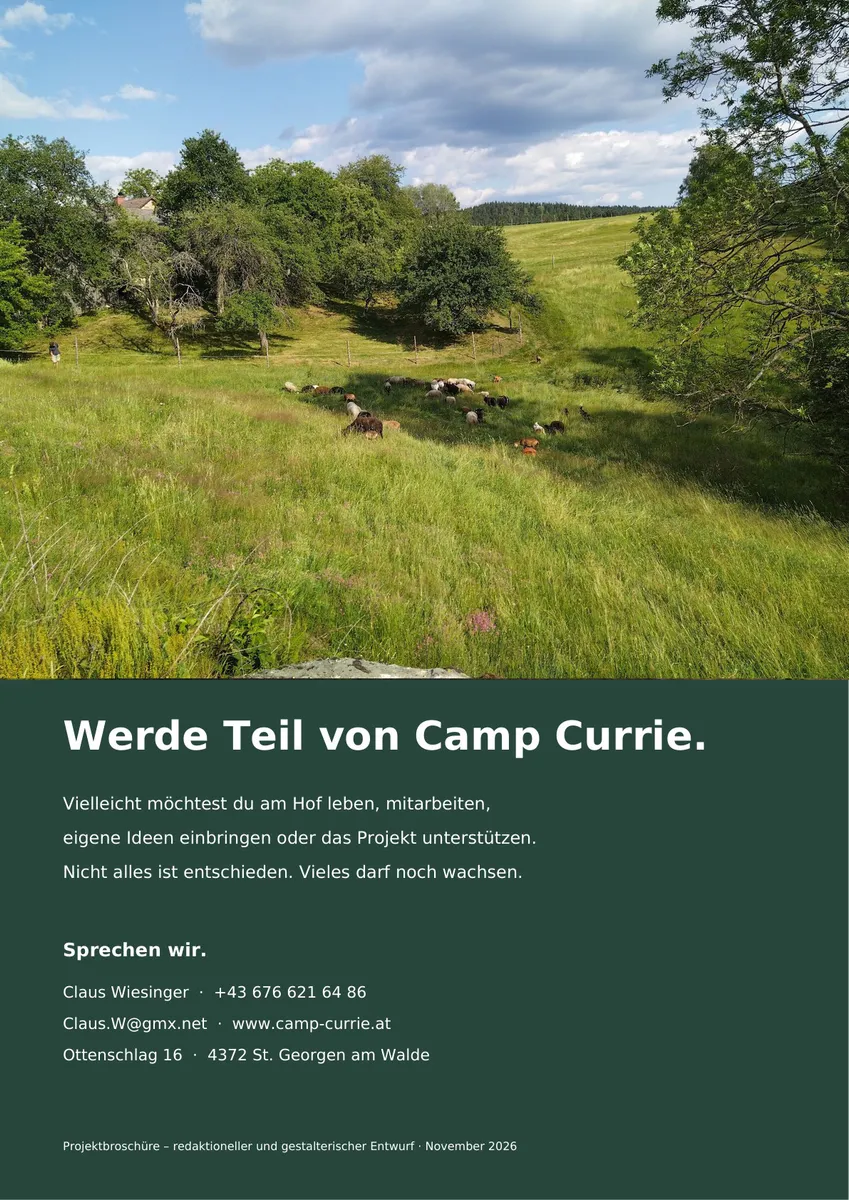 Werde Teil von Camp Currie.
Vielleicht möchtest du am Hof leben, mitarbeiten,
eigene Ideen einbringen oder das Projekt unterstützen.
Nicht alles ist entschieden. Vieles darf noch wachsen.
Sprechen wir.
Claus Wiesinger · +43 676 621 64 86
Claus.W@gmx.net · www.camp-currie.at
Ottenschlag 16 · 4372 St. Georgen am Walde
Projektbroschüre – redaktioneller und gestalterischer Entwurf · November 2026